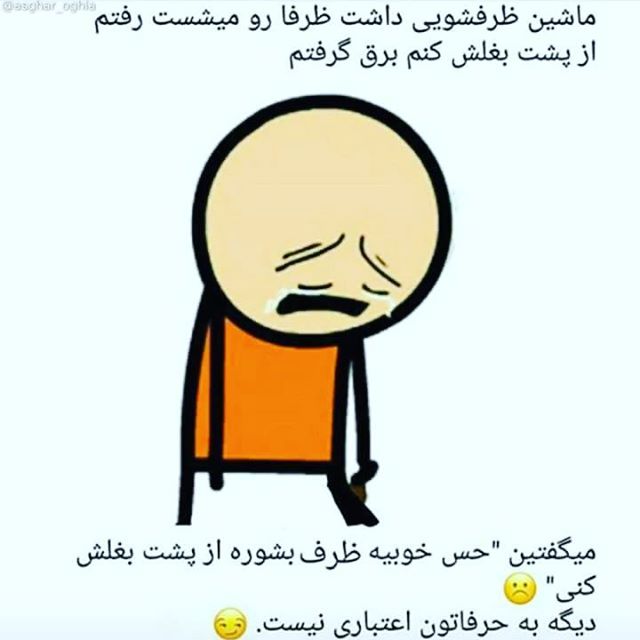 @asghar_oghla
ماشین ظرفشویی داشت ظرفا رو میشست رفتم
از پشت بغلش کنم برق گرفتم
میگفتین "حس خوبیه ظرف بشوره از پشت بغلش
کنی" ☹️
دیگه به حرفاتون اعتباری نیست. 😏